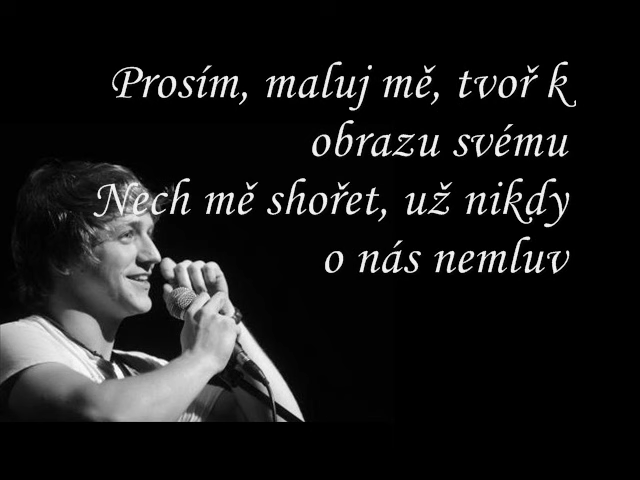 Prosím, maluj mě, tvoř k
obrazu svému
Nech mě shořet, už nikdy
o nás nemluv